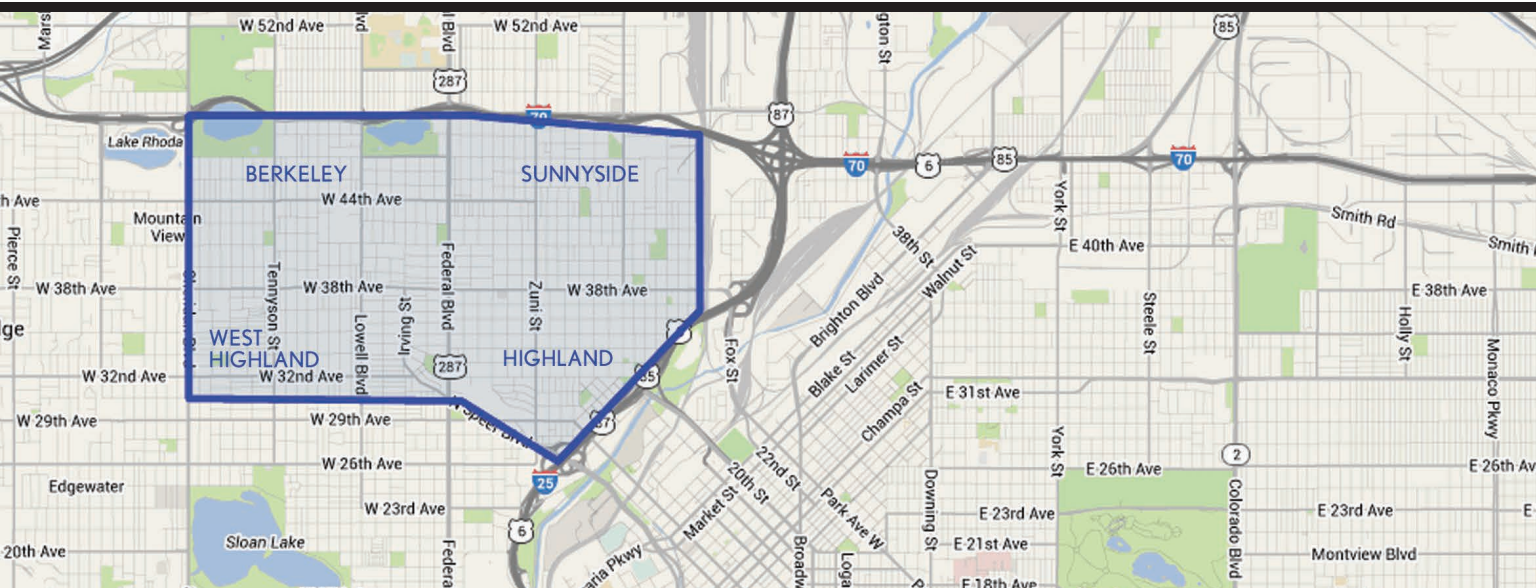 W 52nd Ave
W 52nd Ave
287
87
85
70
Lake Rhoda
70
6
85
70
BERKELEY
SUNNYSIDE
W 44th Ave
Mountain
View
York St
Smith Rd
38th St
E 40th Ave
Walnut St
Pierce St
W 38th Ave
Tennyson St
W 38th Ave
Federal Blvd
Zuni St
W 38th Ave
Brighton Blvd
Steele St
E 38th Ave
Holly St
Irving St
Lowell Blvd
WEST
HIGHLAND
HIGHLAND
Fox St
Blake St
Larimer St
Monaco Pkwy
W 32nd Ave
W 32nd Ave
287
85
E 31st Ave
Champa St
W 29th Ave
W 29th Ave
W Speer Blvd
87
York St
2
W 26th Ave
22nd St
20th St
E 26th Ave
Edgewater
25
Market St
Park Ave W
Downing St
Colorado Blvd
W 23rd Ave
6
E 23rd Ave
E 23rd Ave
20th Ave
Sloan Lake
E 21st Ave
Montview Blvd
E 18th Ave